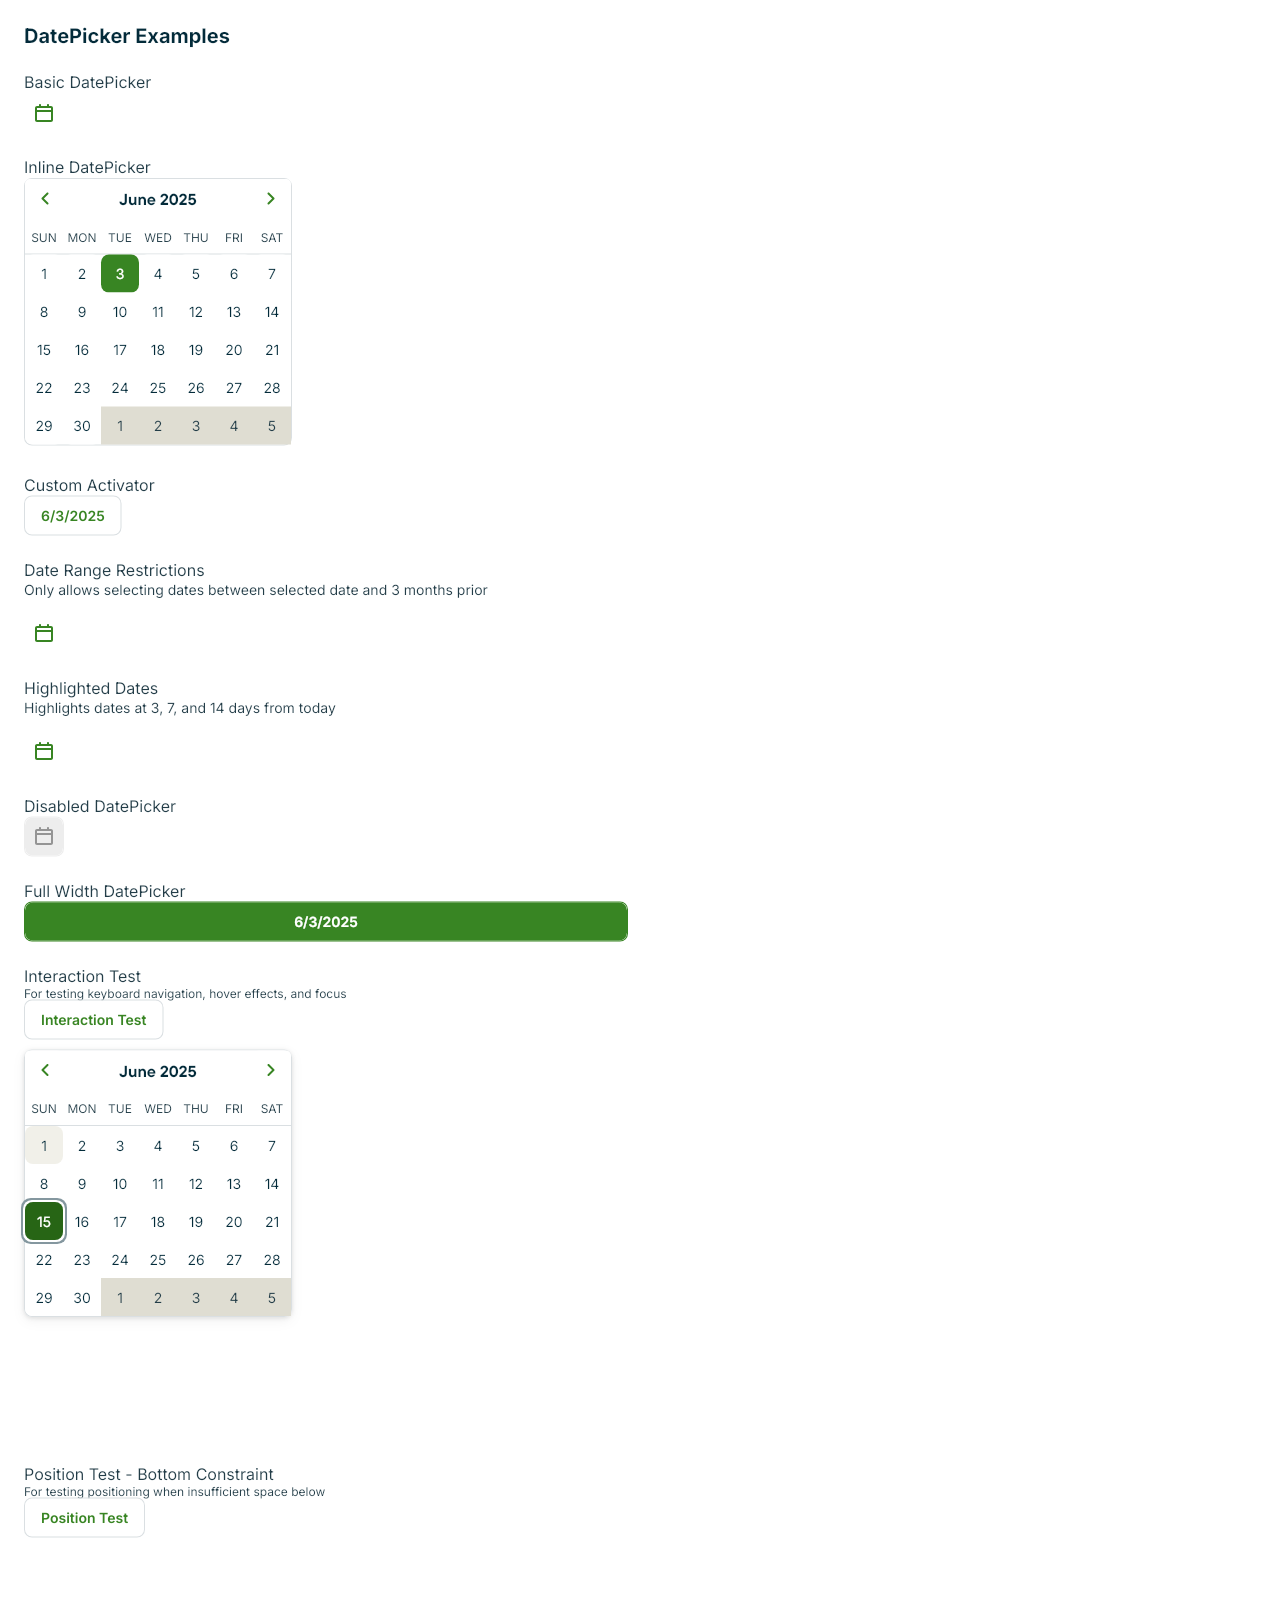 DatePicker Examples
Basic DatePicker
Inline DatePicker
June 2025
SUN MON TUE WED THU FRI SAT
1 2 3 4 5 6 7
8 9 10 11 12 13 14
15 16 17 18 19 20 21
22 23 24 25 26 27 28
29 30 1 2 3 4 5
Custom Activator
6/3/2025
Date Range Restrictions
Only allows selecting dates between selected date and 3 months prior
Highlighted Dates
Highlights dates at 3, 7, and 14 days from today
Disabled DatePicker
Full Width DatePicker
6/3/2025
Interaction Test
For testing keyboard navigation, hover effects, and focus
Interaction Test
June 2025
SUN MON TUE WED THU FRI SAT
1 2 3 4 5 6 7
8 9 10 11 12 13 14
15 16 17 18 19 20 21
22 23 24 25 26 27 28
29 30 1 2 3 4 5
Position Test - Bottom Constraint
For testing positioning when insufficient space below
Position Test